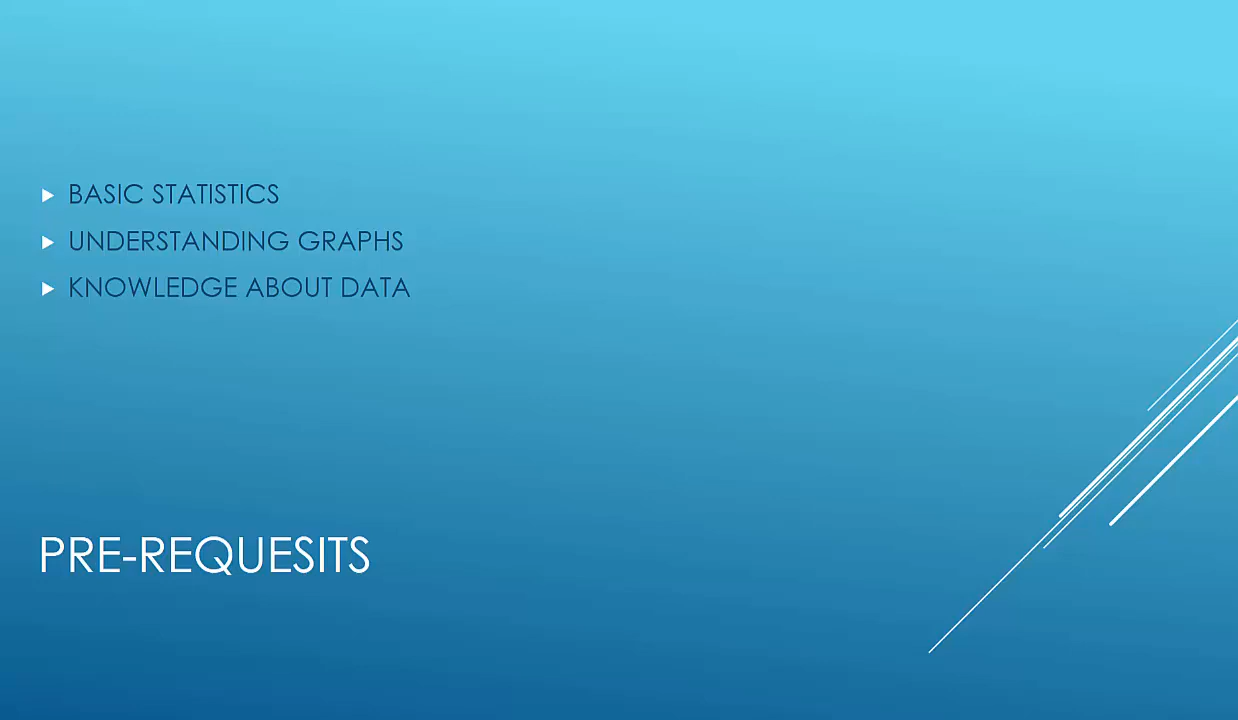 BASIC STATISTICS
UNDERSTANDING GRAPHS
KNOWLEDGE ABOUT DATA
PRE-REQUESITS